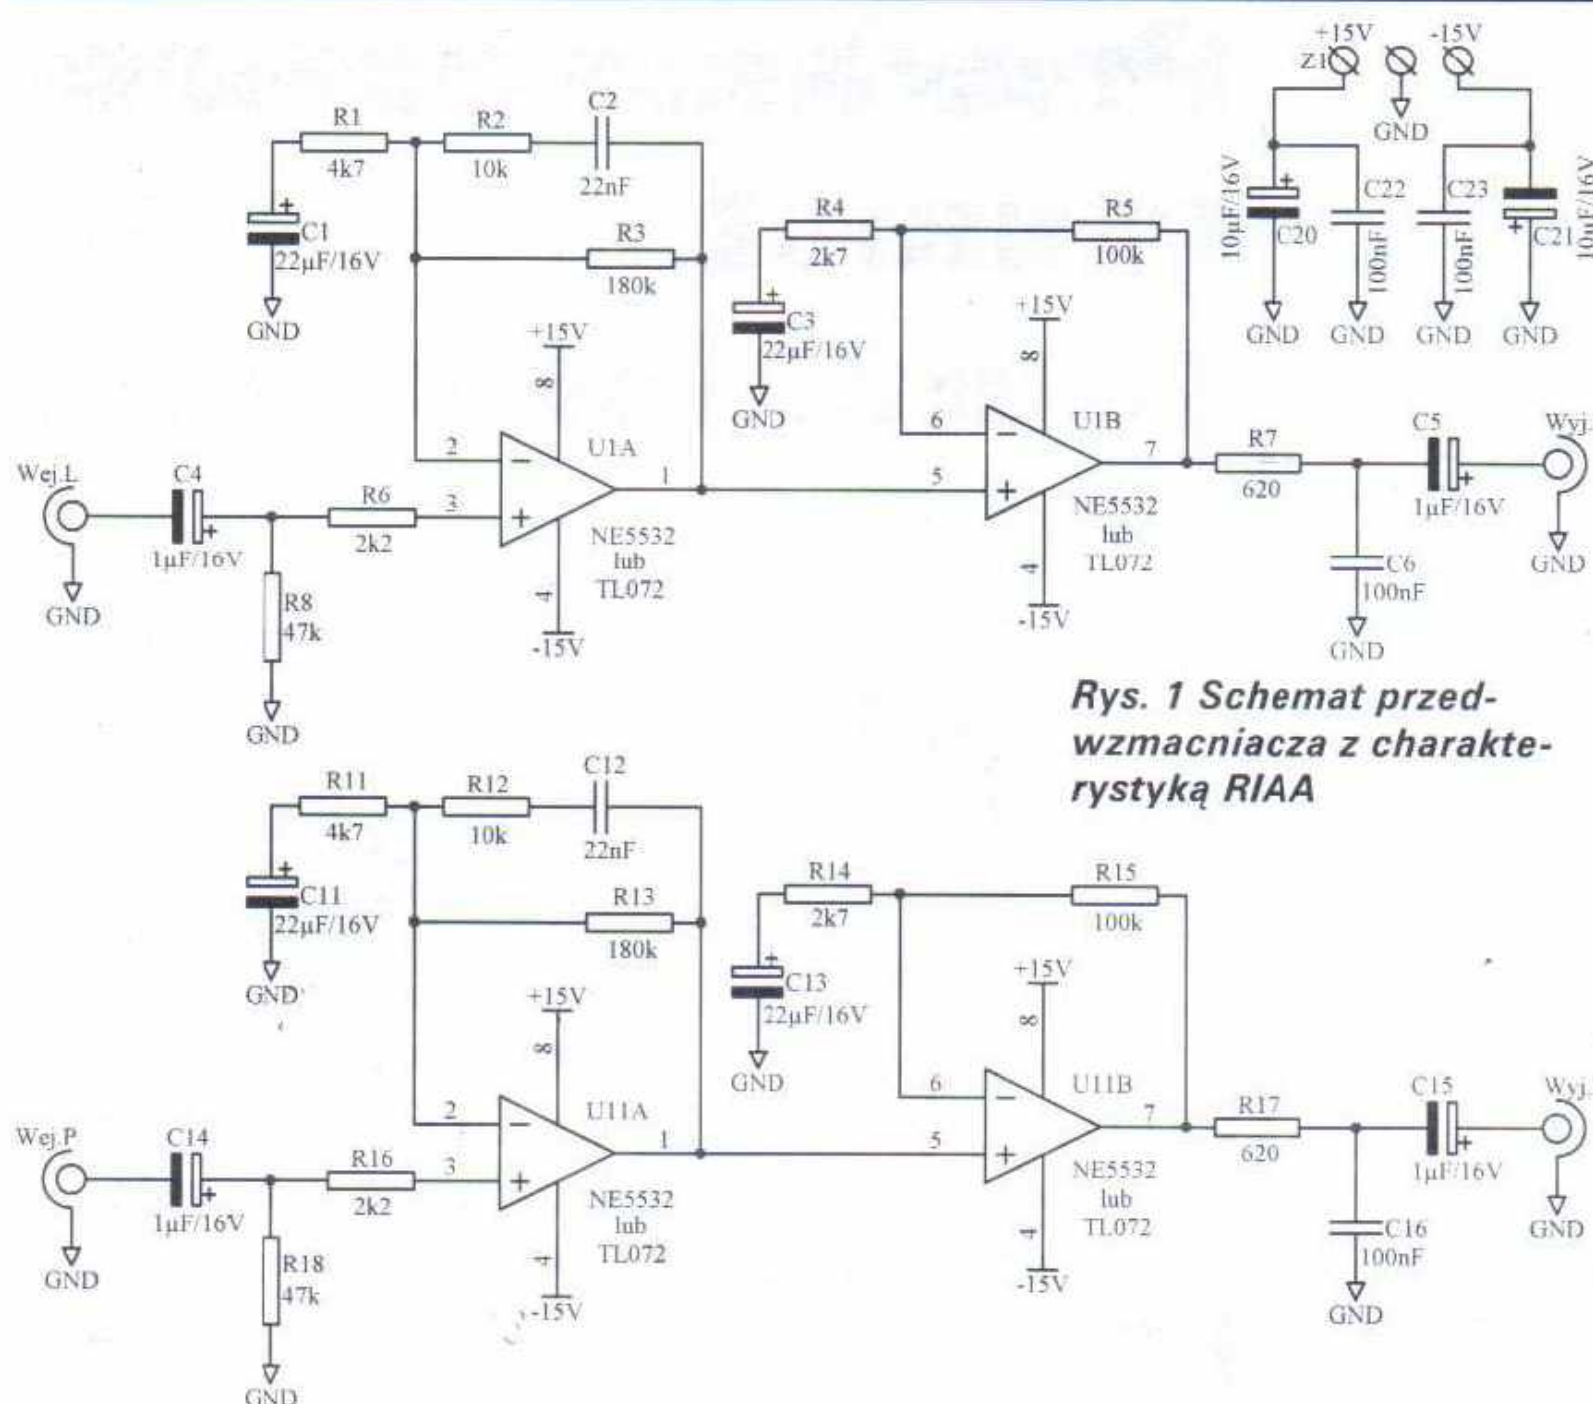 +15V
-15V
Z1
GND
10µF/16V
C20
C22
100nF
C23
100nF
C21
10µF/16V
GND
GND
GND
GND
R1
4k7
R2
10k
C2
22nF
C1
22µF/16V
GND
R3
180k
R4
2k7
R5
100k
C3
22µF/16V
GND
+15V
8
2
U1A
1
Wej.L
C4
1µF/16V
R6
2k2
3
NE5532
lub
TL072
4
-15V
GND
R8
47k
GND
+15V
8
6
U1B
5
7
R7
620
C5
1µF/16V
Wyj.
NE5532
lub
TL072
4
-15V
C6
100nF
GND
GND
Rys. 1 Schemat przed-
wzmacniacza z charakte-
rystyką RIAA
R11
4k7
R12
10k
C12
22nF
C11
22µF/16V
GND
R13
180k
R14
2k7
R15
100k
C13
22µF/16V
GND
+15V
8
2
U11A
1
Wej.P
C14
1µF/16V
R16
2k2
3
NE5532
lub
TL072
4
-15V
GND
R18
47k
GND
+15V
8
6
U11B
5
7
R17
620
C15
1µF/16V
Wyj.
NE5532
lub
TL072
4
-15V
C16
100nF
GND
GND